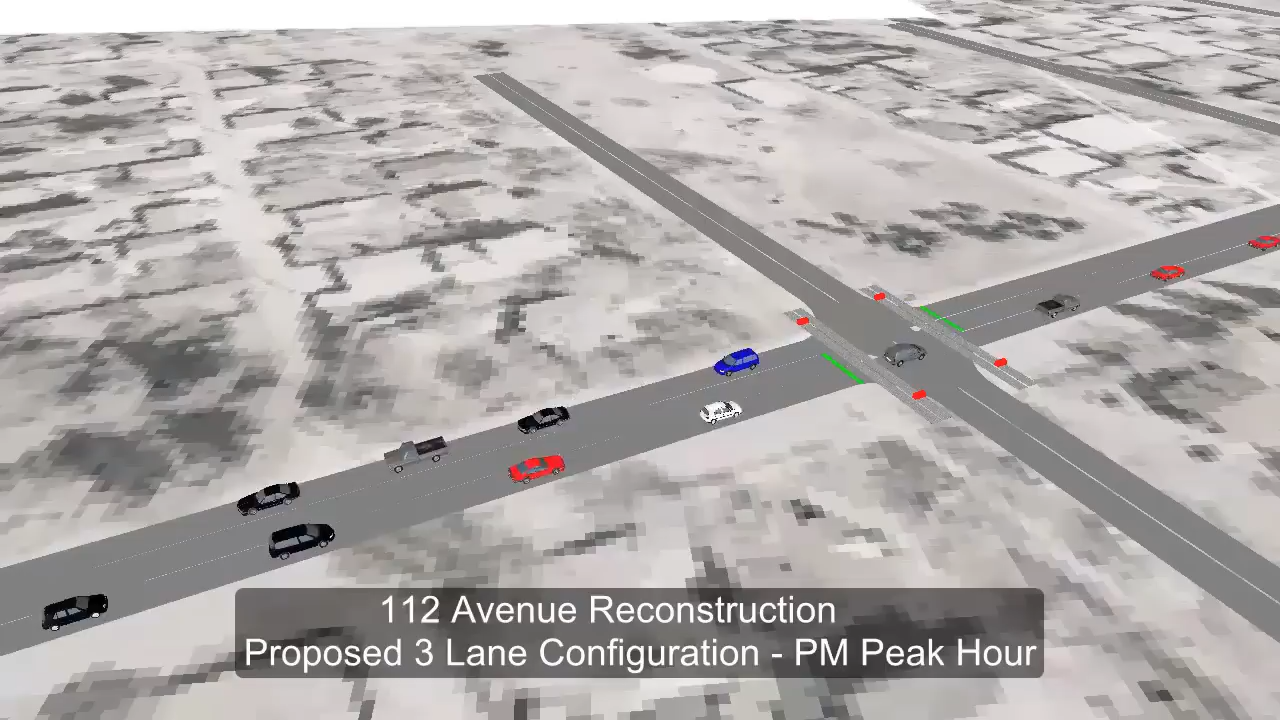 112 Avenue Reconstruction
Proposed 3 Lane Configuration - PM Peak Hour